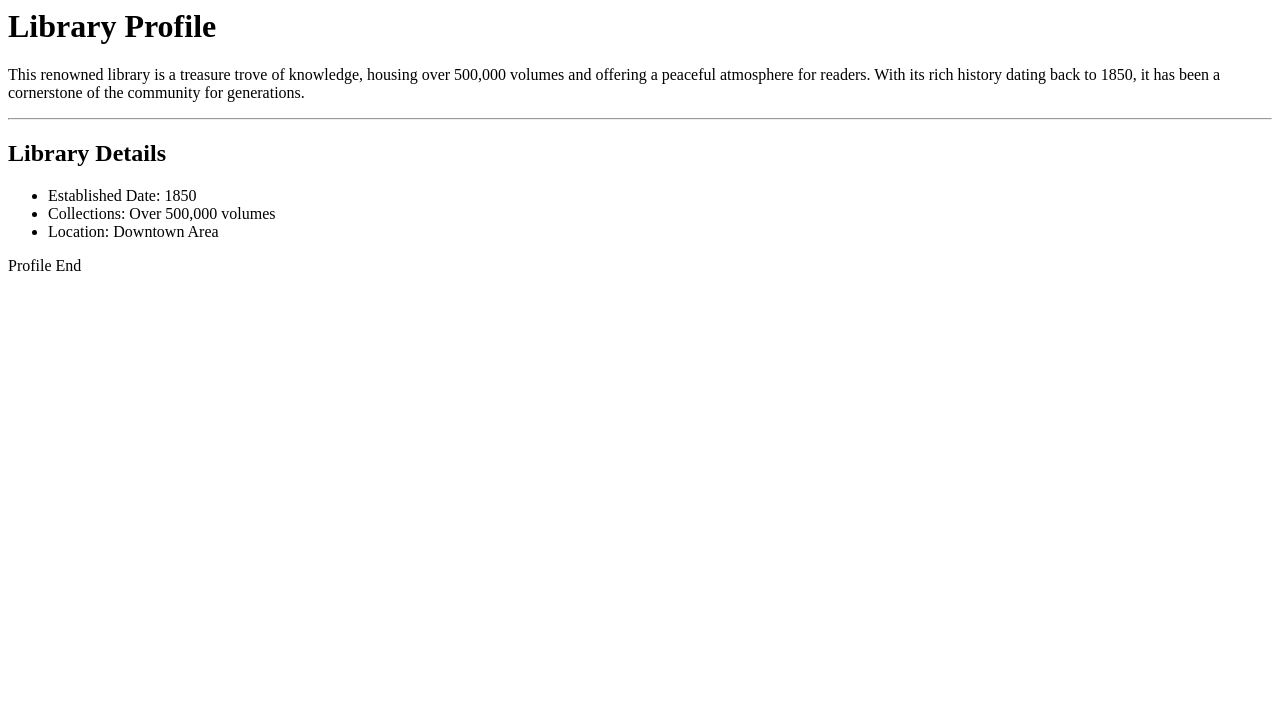 Library Profile
This renowned library is a treasure trove of knowledge, housing over 500,000 volumes and offering a peaceful atmosphere for readers. With its rich history dating back to 1850, it has been a
cornerstone of the community for generations.
Library Details
Established Date: 1850
Collections: Over 500,000 volumes
Location: Downtown Area
Profile End